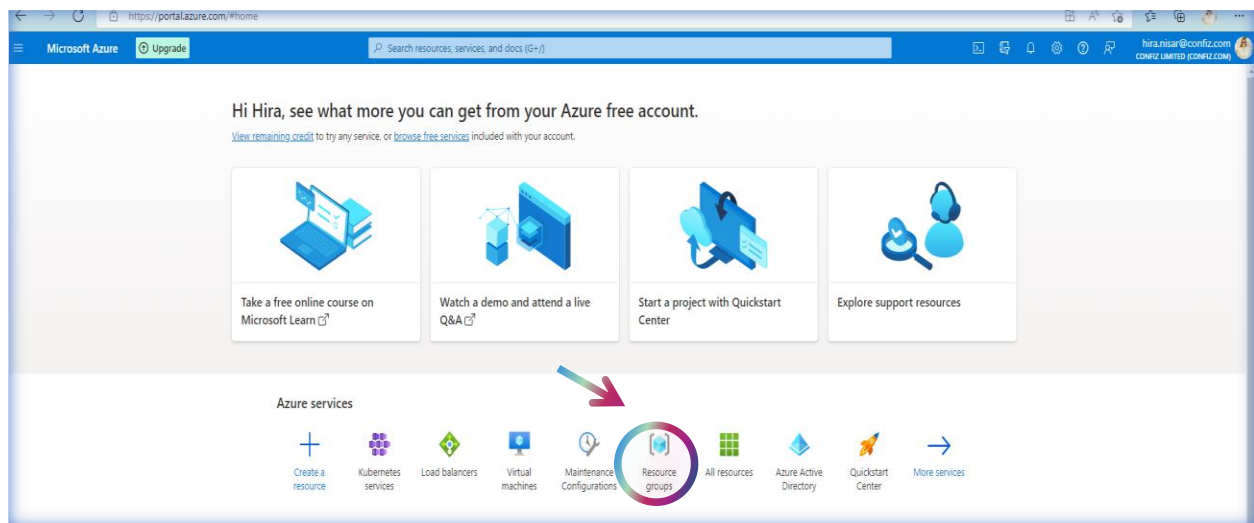 https://portal.azure.com/#home
Microsoft Azure
Upgrade
Search resources, services, and docs (G+/)
hira.nisar@confiz.com
CONFIZ LIMITED (CONFIZ.COM)
Hi Hira, see what more you can get from your Azure free account.
View remaining credit to try any service, or browse free services included with your account.
Take a free online course on
Microsoft Learn
Watch a demo and attend a live
Q&A
Start a project with Quickstart
Center
Explore support resources
Azure services
Create a
resource
Kubernetes
services
Load balancers
Virtual
machines
Maintenance
Configurations
Resource
groups
All resources
Azure Active
Directory
Quickstart
Center
More services